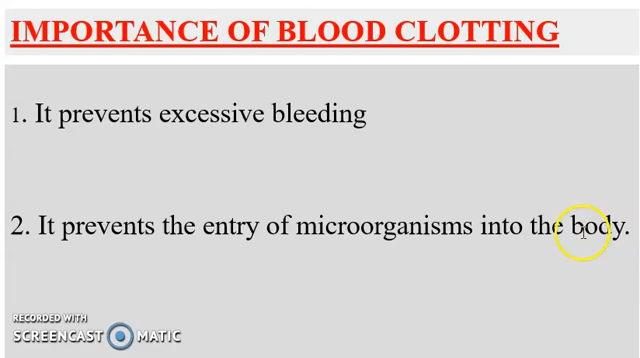 IMPORTANCE OF BLOOD CLOTTING
1. It prevents excessive bleeding
2. It prevents the entry of microorganisms into the body.
RECORDED WITH
SCREENCAST MATIC